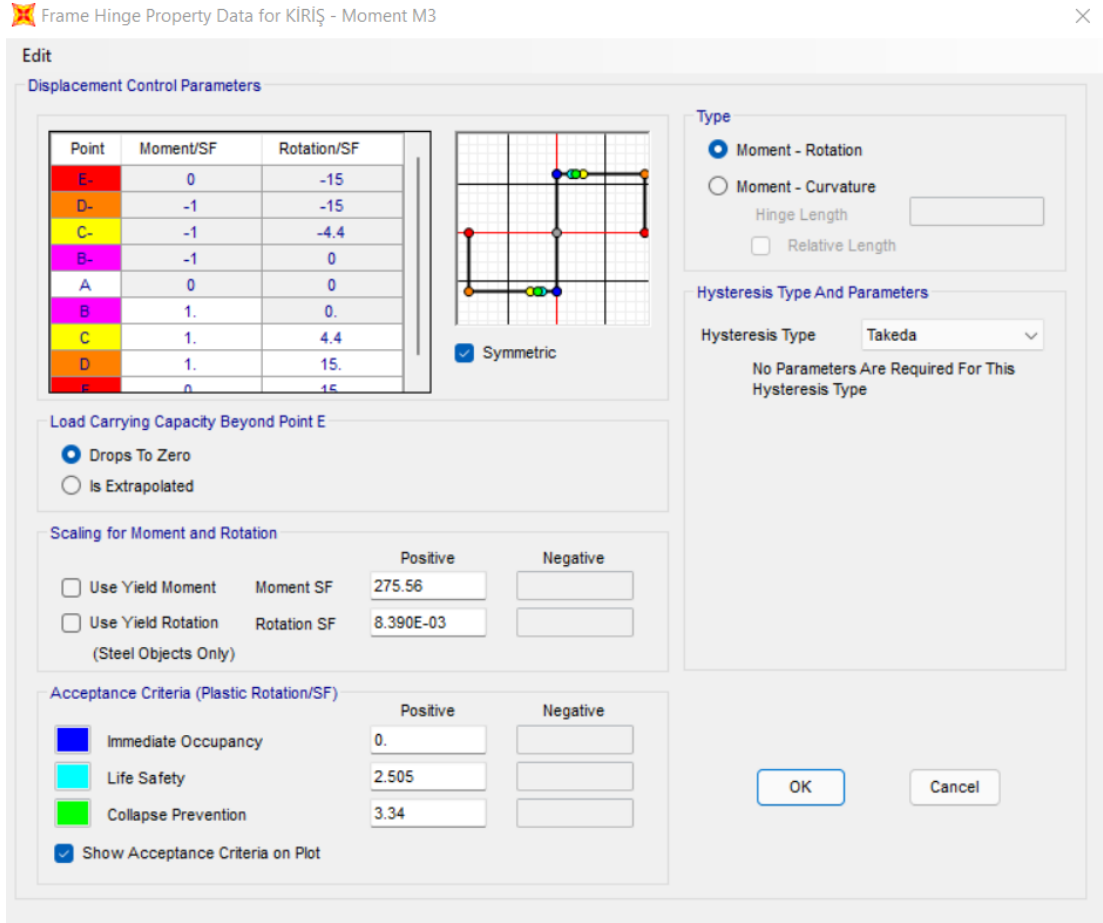 Frame Hinge Property Data for KİRİŞ - Moment M3
Edit
Displacement Control Parameters
Point Moment/SF Rotation/SF
E- 0 -15
D- -1 -15
C- -1 -4.4
B- -1 0
A 0 0
B 1. 0.
C 1. 4.4
D 1. 15.
E 0 15
Symmetric
Type
Moment - Rotation
Moment - Curvature
Hinge Length
Relative Length
Hysteresis Type And Parameters
Hysteresis Type Takeda
No Parameters Are Required For This
Hysteresis Type
Load Carrying Capacity Beyond Point E
Drops To Zero
Is Extrapolated
Scaling for Moment and Rotation
Positive Negative
Use Yield Moment Moment SF 275.56
Use Yield Rotation Rotation SF 8.390E-03
(Steel Objects Only)
Acceptance Criteria (Plastic Rotation/SF)
Positive Negative
Immediate Occupancy 0.
Life Safety 2.505
Collapse Prevention 3.34
Show Acceptance Criteria on Plot
OK Cancel